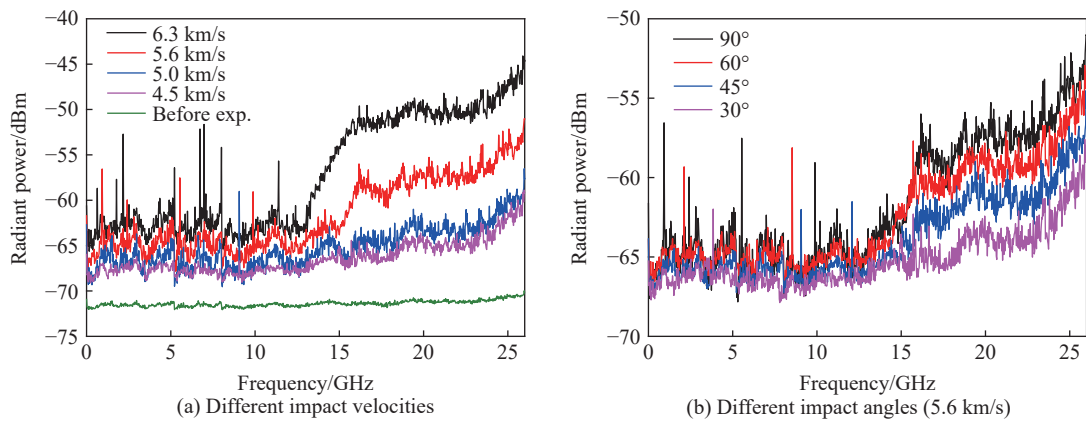 −40
−45
−50
−55
−60
−65
−70
−75
Radiant power/dBm
6.3 km/s
5.6 km/s
5.0 km/s
4.5 km/s
Before exp.
0 5 10 15 20 25
Frequency/GHz
(a) Different impact velocities
−50
−55
−60
−65
−70
Radiant power/dBm
90°
60°
45°
30°
0 5 10 15 20 25
Frequency/GHz
(b) Different impact angles (5.6 km/s)